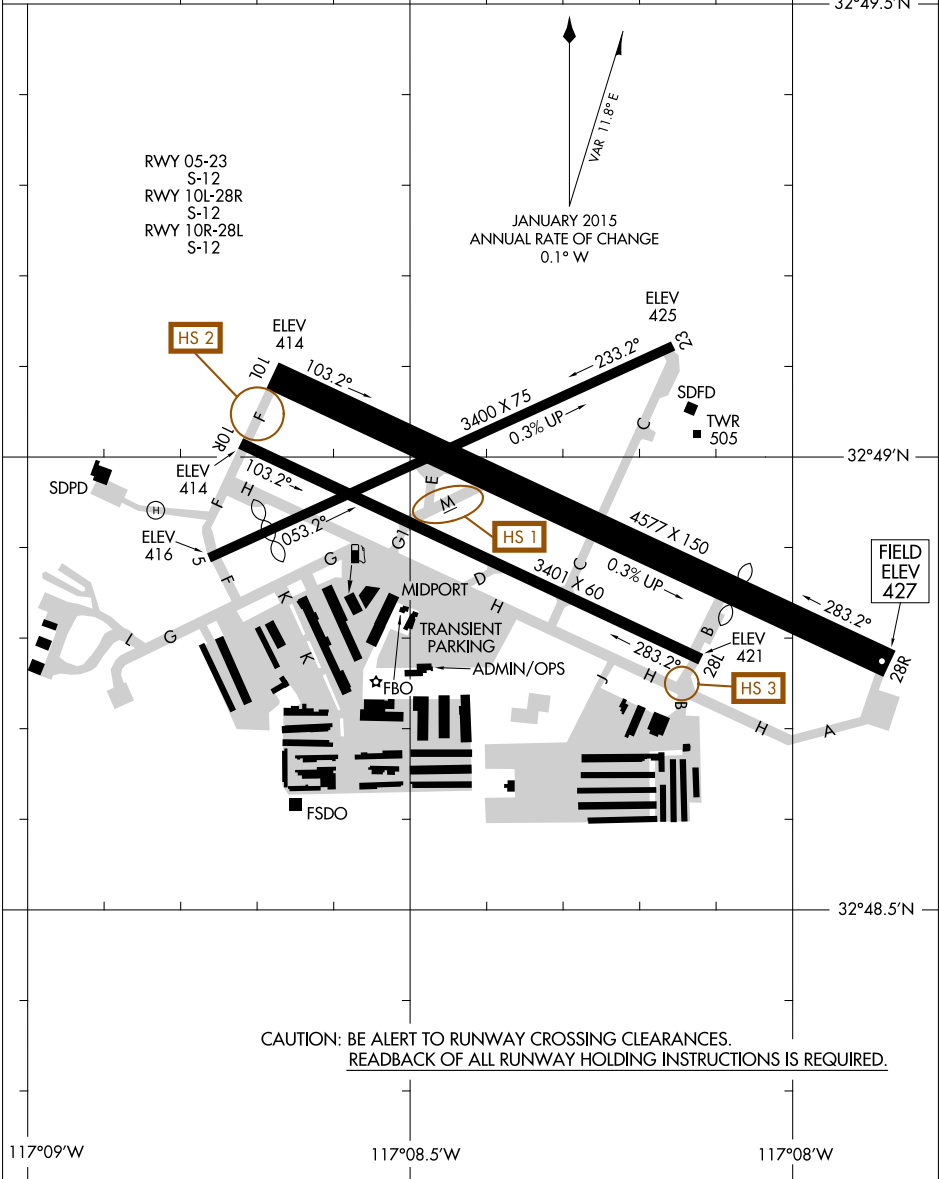 32°49.5'N
VAR 11.8° E
RWY 05-23
S-12
RWY 10L-28R
S-12
RWY 10R-28L
S-12
JANUARY 2015
ANNUAL RATE OF CHANGE
0.1° W
ELEV
425
HS 2
ELEV
414
10L
103.2°
233.2°
23
3400 X 75
0.3% UP
SDFD
TWR
505
C
F
10R
32°49'N
ELEV
414
103.2°
SDPD
H
H
F
E
M
053.2°
HS 1
G1
4577 X 150
ELEV
416
5
F
G
K
D
H
C
3401 X 60
0.3% UP
FIELD
ELEV
427
MIDPORT
283.2°
L
G
K
TRANSIENT
PARKING
B
ELEV
421
283.2°
28L
28R
ADMIN/OPS
FBO
J
H
HS 3
B
H
A
FSDO
32°48.5'N
CAUTION: BE ALERT TO RUNWAY CROSSING CLEARANCES.
READBACK OF ALL RUNWAY HOLDING INSTRUCTIONS IS REQUIRED.
117°09'W
117°08.5'W
117°08'W